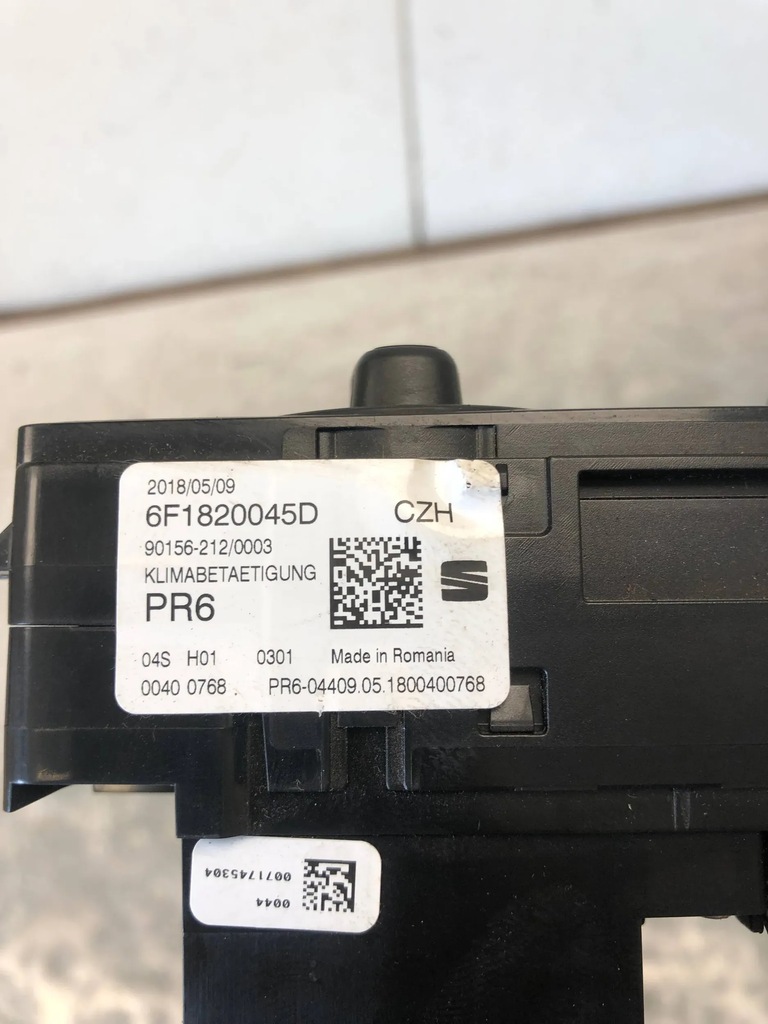 2018/05/09
6F1820045D CZH
90156-212/0003
KLIMABETAETIGUNG
PR6
04S H01 0301 Made in Romania
0040 0768 PR6-04409.05.1800400768
0044
0071745304